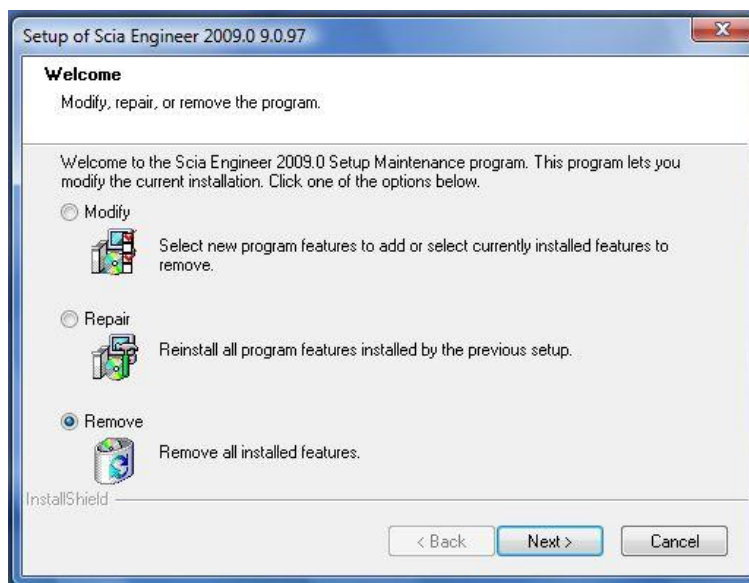 Setup of Scia Engineer 2009.0 9.0.97
Welcome
Modify, repair, or remove the program.
Welcome to the Scia Engineer 2009.0 Setup Maintenance program. This program lets you
modify the current installation. Click one of the options below.
Modify
Select new program features to add or select currently installed features to
remove.
Repair
Reinstall all program features installed by the previous setup.
Remove
Remove all installed features.
InstallShield
< Back Next > Cancel